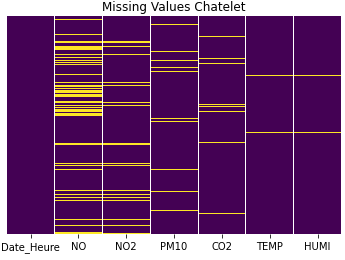 Missing Values Chatelet
Date_Heure NO NO2 PM10 CO2 TEMP HUMI